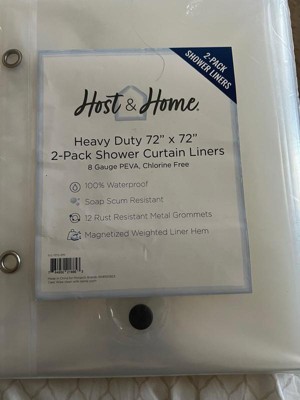 2-PACK
SHOWER LINERS
Host & Home.
Heavy Duty 72" x 72"
2-Pack Shower Curtain Liners
8 Gauge PEVA, Chlorine Free
100% Waterproof
Soap Scum Resistant
12 Rust Resistant Metal Grommets
Magnetized Weighted Liner Hem